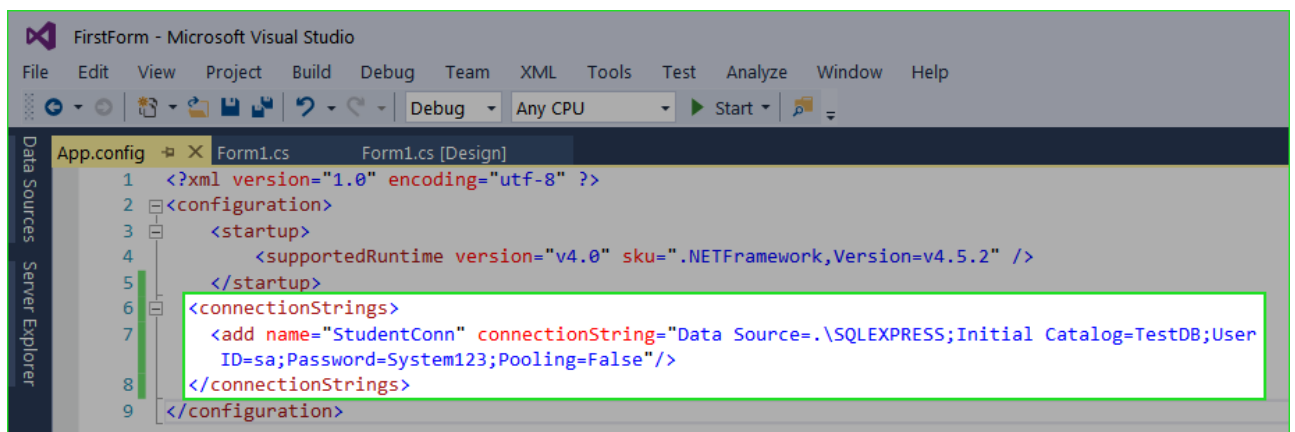 FirstForm - Microsoft Visual Studio
File Edit View Project Build Debug Team XML Tools Test Analyze Window Help
Debug Any CPU Start
Data Sources
Server Explorer
App.config Form1.cs Form1.cs [Design]
1 <?xml version="1.0" encoding="utf-8" ?>
2 <configuration>
3 <startup>
4 <supportedRuntime version="v4.0" sku=".NETFramework,Version=v4.5.2" />
5 </startup>
6 <connectionStrings>
7 <add name="StudentConn" connectionString="Data Source=.\SQLEXPRESS;Initial Catalog=TestDB;User
ID=sa;Password=System123;Pooling=False"/>
8 </connectionStrings>
9 </configuration>